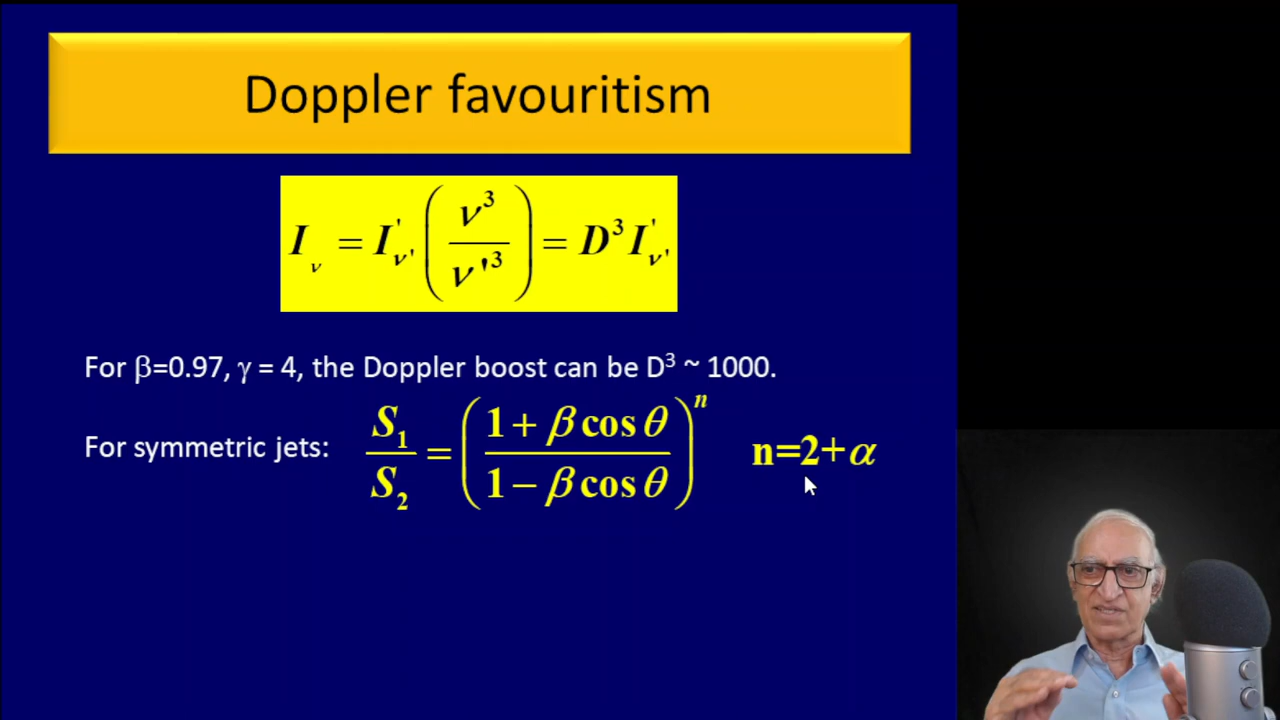 Doppler favouritism
I_ν = I'_ν' (ν³ / ν'³) = D³ I'_ν'
For β=0.97, γ = 4, the Doppler boost can be D³ ~ 1000.
For symmetric jets: S₁/S₂ = ((1 + β cos θ) / (1 − β cos θ))ⁿ n=2+α